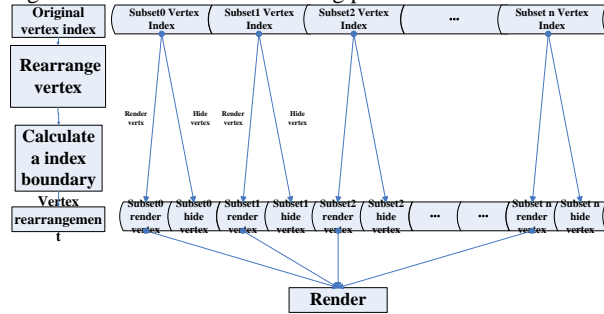 Original
vertex index
Subset0 Vertex
Index
Subset1 Vertex
Index
Subset2 Vertex
Index
...
Subset n Vertex
Index
Rearrange
vertex
Render
vertx
Hide
vertex
Render
vertex
Hide
vertex
Calculate
a index
boundary
Vertex
rearrangemen
t
Subset0
render
vertex
Subset0
hide
vertex
Subset1
render
vertex
Subset1
hide
vertex
Subset2
render
vertex
Subset2
hide
vertex
...
...
Subset n
render
vertex
Subset n
hide
vertex
Render